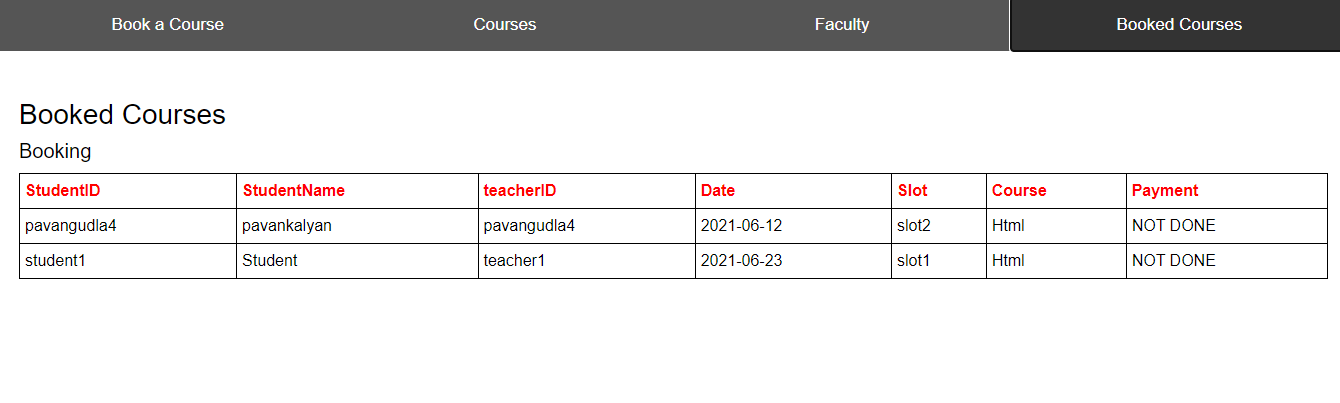 Book a Course Courses Faculty Booked Courses
Booked Courses
Booking
StudentID StudentName teacherID Date Slot Course Payment
pavangudla4 pavankalyan pavangudla4 2021-06-12 slot2 Html NOT DONE
student1 Student teacher1 2021-06-23 slot1 Html NOT DONE